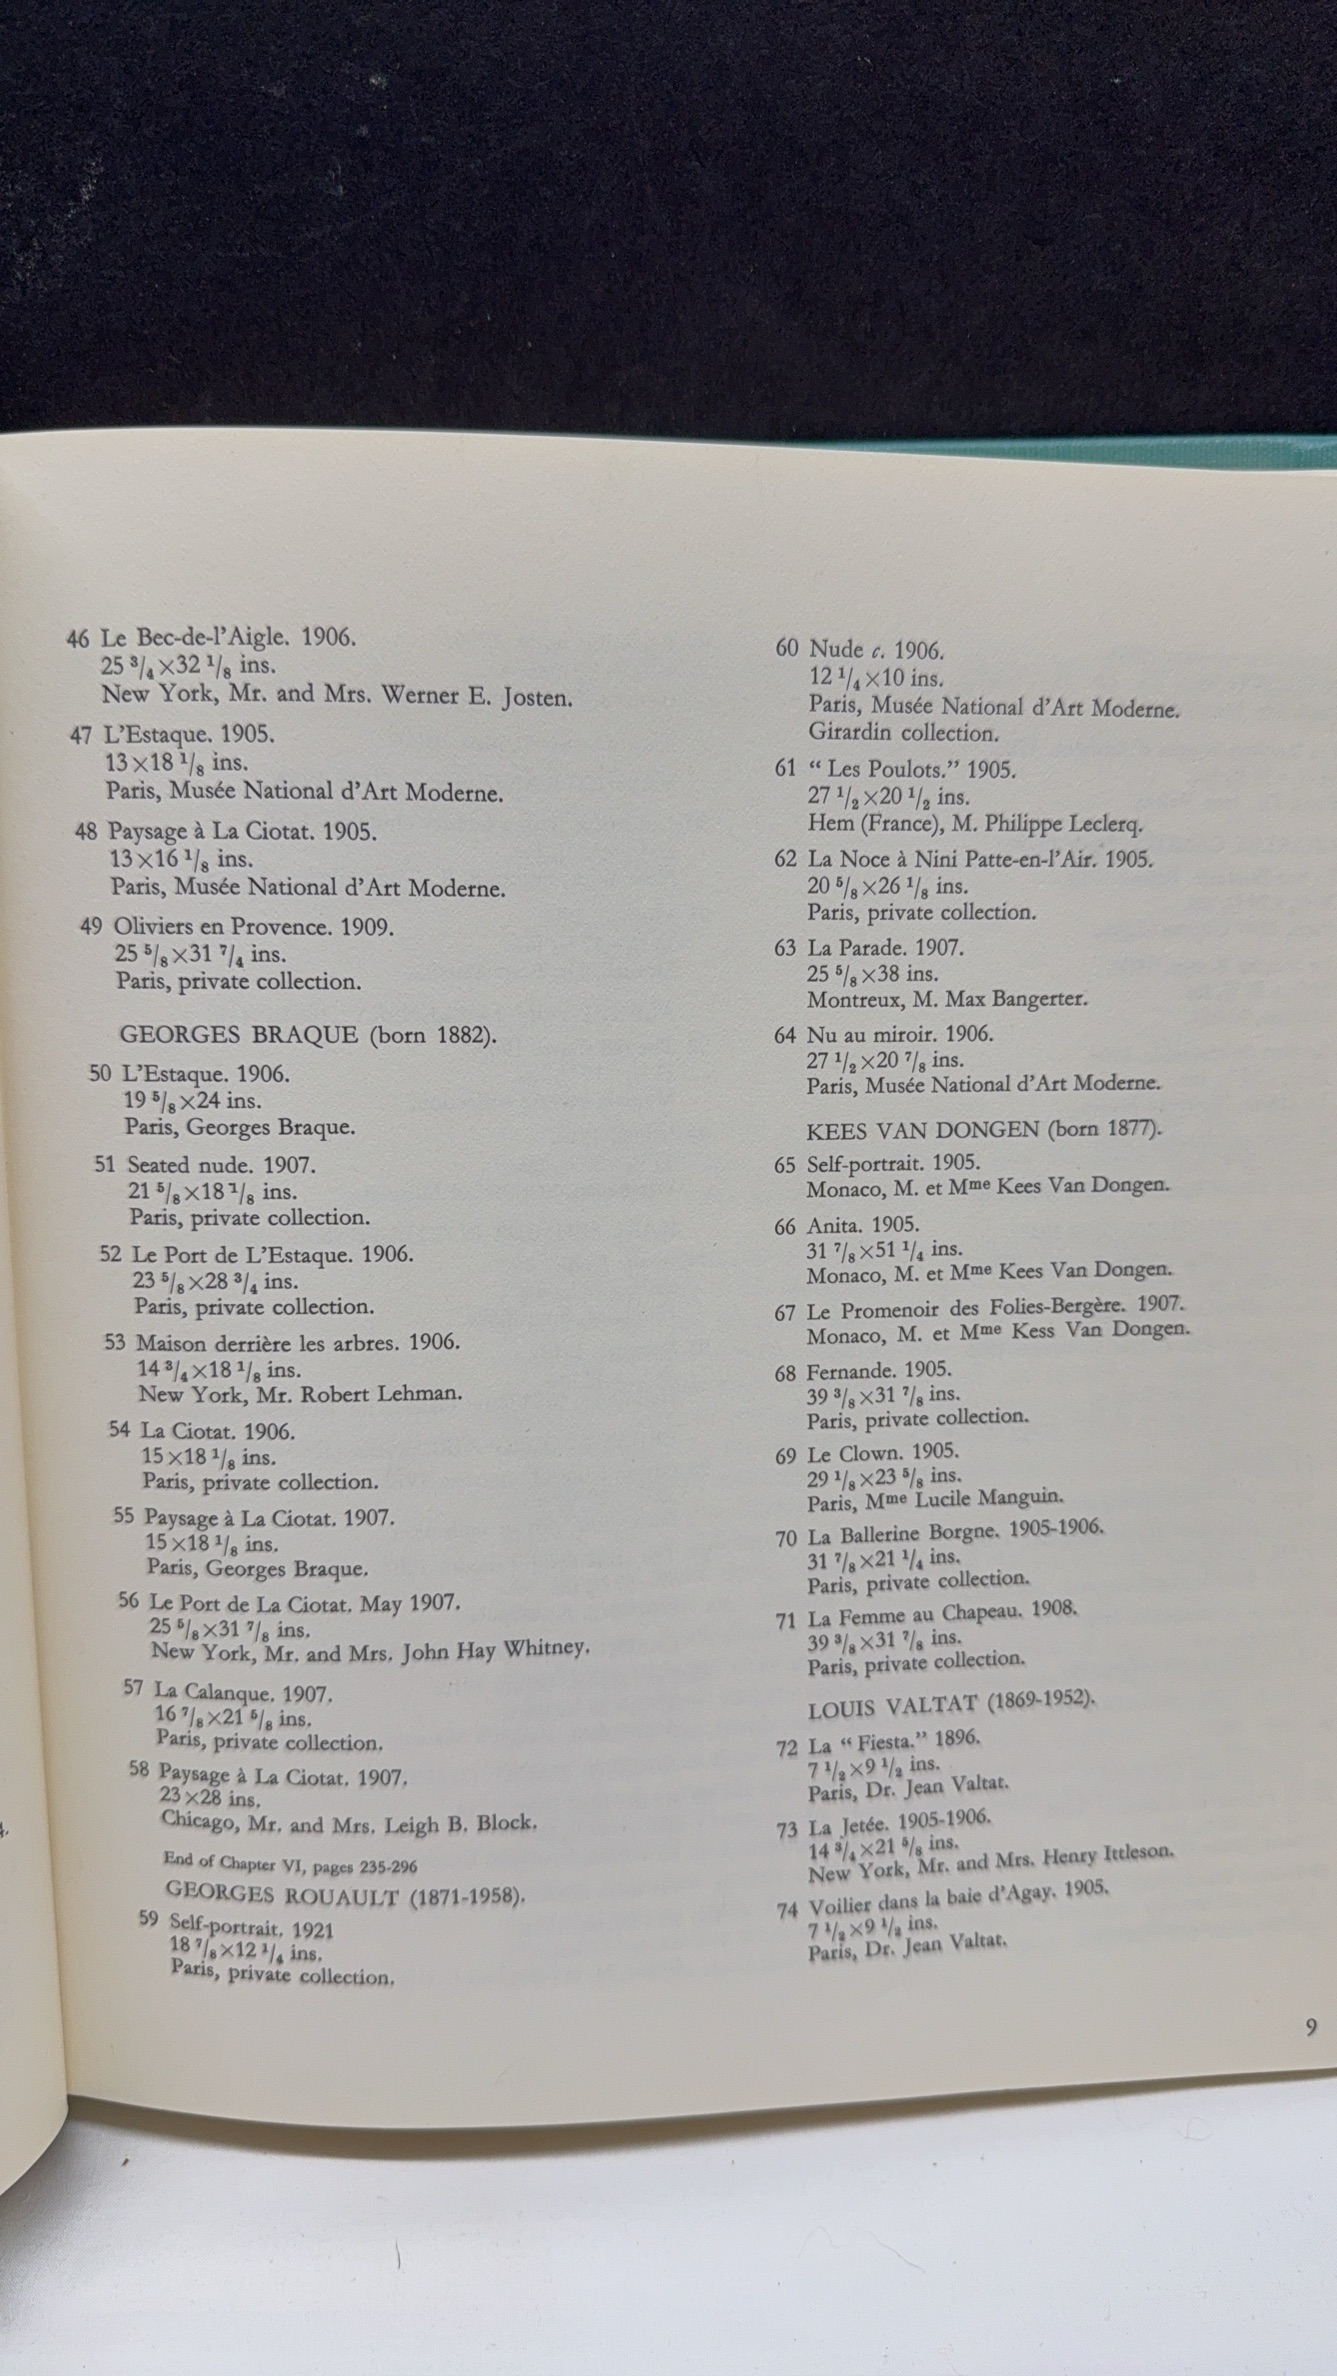 46 Le Bec-de-l'Aigle. 1906.
25 3/4 ×32 1/8 ins.
New York, Mr. and Mrs. Werner E. Josten.
47 L'Estaque. 1905.
13×18 1/8 ins.
Paris, Musée National d'Art Moderne.
48 Paysage à La Ciotat. 1905.
13×16 1/8 ins.
Paris, Musée National d'Art Moderne.
49 Oliviers en Provence. 1909.
25 5/8 ×31 7/4 ins.
Paris, private collection.
GEORGES BRAQUE (born 1882).
50 L'Estaque. 1906.
19 5/8 ×24 ins.
Paris, Georges Braque.
51 Seated nude. 1907.
21 5/8 ×18 1/8 ins.
Paris, private collection.
52 Le Port de L'Estaque. 1906.
23 5/8 ×28 3/4 ins.
Paris, private collection.
53 Maison derrière les arbres. 1906.
14 3/4 ×18 1/8 ins.
New York, Mr. Robert Lehman.
54 La Ciotat. 1906.
15×18 1/8 ins.
Paris, private collection.
55 Paysage à La Ciotat. 1907.
15×18 1/8 ins.
Paris, Georges Braque.
56 Le Port de La Ciotat. May 1907.
25 5/8 ×31 7/8 ins.
New York, Mr. and Mrs. John Hay Whitney.
57 La Calanque. 1907.
16 7/8 ×21 5/8 ins.
Paris, private collection.
58 Paysage à La Ciotat. 1907.
23×28 ins.
Chicago, Mr. and Mrs. Leigh B. Block.
End of Chapter VI, pages 235-296
GEORGES ROUAULT (1871-1958).
59 Self-portrait. 1921
18 7/8 ×12 1/4 ins.
Paris, private collection.
60 Nude c. 1906.
12 1/4 ×10 ins.
Paris, Musée National d'Art Moderne.
Girardin collection.
61 “ Les Poulots.” 1905.
27 1/2 ×20 1/2 ins.
Hem (France), M. Philippe Leclerq.
62 La Noce à Nini Patte-en-l'Air. 1905.
20 5/8 ×26 1/8 ins.
Paris, private collection.
63 La Parade. 1907.
25 5/8 ×38 ins.
Montreux, M. Max Bangerter.
64 Nu au miroir. 1906.
27 1/2 ×20 7/8 ins.
Paris, Musée National d'Art Moderne.
KEES VAN DONGEN (born 1877).
65 Self-portrait. 1905.
Monaco, M. et Mme Kees Van Dongen.
66 Anita. 1905.
31 7/8 ×51 1/4 ins.
Monaco, M. et Mme Kees Van Dongen.
67 Le Promenoir des Folies-Bergère. 1907.
Monaco, M. et Mme Kess Van Dongen.
68 Fernande. 1905.
39 3/8 ×31 7/8 ins.
Paris, private collection.
69 Le Clown. 1905.
29 1/8 ×23 5/8 ins.
Paris, Mme Lucile Manguin.
70 La Ballerine Borgne. 1905-1906.
31 7/8 ×21 1/4 ins.
Paris, private collection.
71 La Femme au Chapeau. 1908.
39 3/8 ×31 7/8 ins.
Paris, private collection.
LOUIS VALTAT (1869-1952).
72 La “ Fiesta.” 1896.
7 1/2 ×9 1/2 ins.
Paris, Dr. Jean Valtat.
73 La Jetée. 1905-1906.
14 3/4 ×21 5/8 ins.
New York, Mr. and Mrs. Henry Ittleson.
74 Voilier dans la baie d'Agay. 1905.
7 1/2 ×9 1/2 ins.
Paris, Dr. Jean Valtat.
9